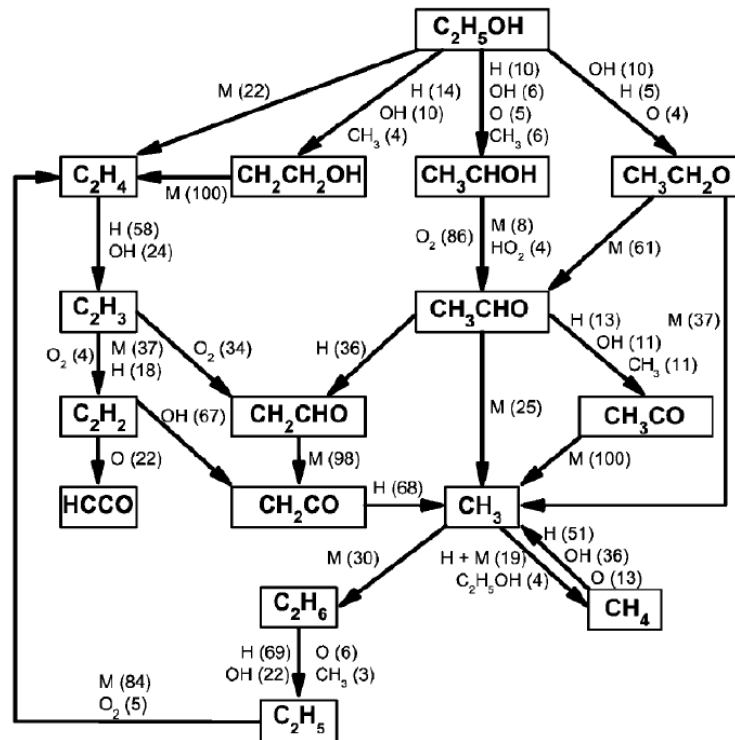 C₂H₅OH
M (22)
H (14)
OH (10)
CH₃ (4)
H (10)
OH (6)
O (5)
CH₃ (6)
OH (10)
H (5)
O (4)
C₂H₄
M (100)
CH₂CH₂OH
CH₃CHOH
CH₃CH₂O
H (58)
OH (24)
O₂ (86)
M (8)
HO₂ (4)
M (61)
M (37)
C₂H₃
CH₃CHO
O₂ (4)
M (37)
H (18)
O₂ (34)
H (36)
M (25)
H (13)
OH (11)
CH₃ (11)
C₂H₂
OH (67)
CH₂CHO
CH₃CO
O (22)
M (98)
M (100)
HCCO
CH₂CO
H (68)
CH₃
M (30)
H + M (19)
C₂H₅OH (4)
H (51)
OH (36)
O (13)
C₂H₆
CH₄
H (69)
OH (22)
O (6)
CH₃ (3)
M (84)
O₂ (5)
C₂H₅